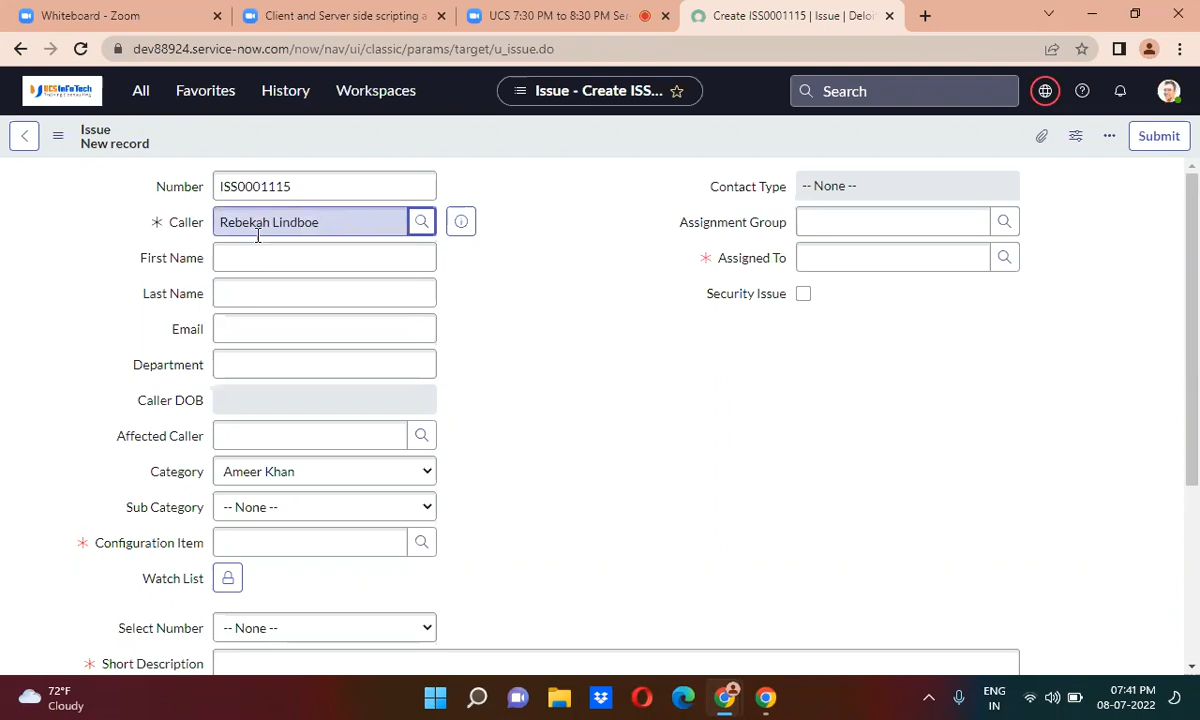 Whiteboard - Zoom
Client and Server side scripting a
UCS 7:30 PM to 8:30 PM Ser
Create ISS0001115 | Issue | Deloi
dev88924.service-now.com/now/nav/ui/classic/params/target/u_issue.do
UCSInfoTech
All
Favorites
History
Workspaces
Issue - Create ISS...
Search
Issue
New record
Submit
Number
ISS0001115
Contact Type
-- None --
* Caller
Rebekah Lindboe
Assignment Group
First Name
* Assigned To
Last Name
Security Issue
Email
Department
Caller DOB
Affected Caller
Category
Ameer Khan
Sub Category
-- None --
* Configuration Item
Watch List
Select Number
-- None --
* Short Description
72°F
Cloudy
ENG
IN
07:41 PM
08-07-2022